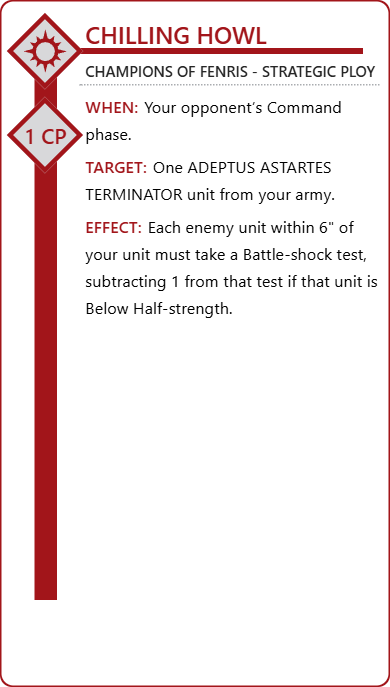 CHILLING HOWL
CHAMPIONS OF FENRIS - STRATEGIC PLOY
1 CP
WHEN: Your opponent's Command
phase.
TARGET: One ADEPTUS ASTARTES
TERMINATOR unit from your army.
EFFECT: Each enemy unit within 6" of
your unit must take a Battle-shock test,
subtracting 1 from that test if that unit is
Below Half-strength.